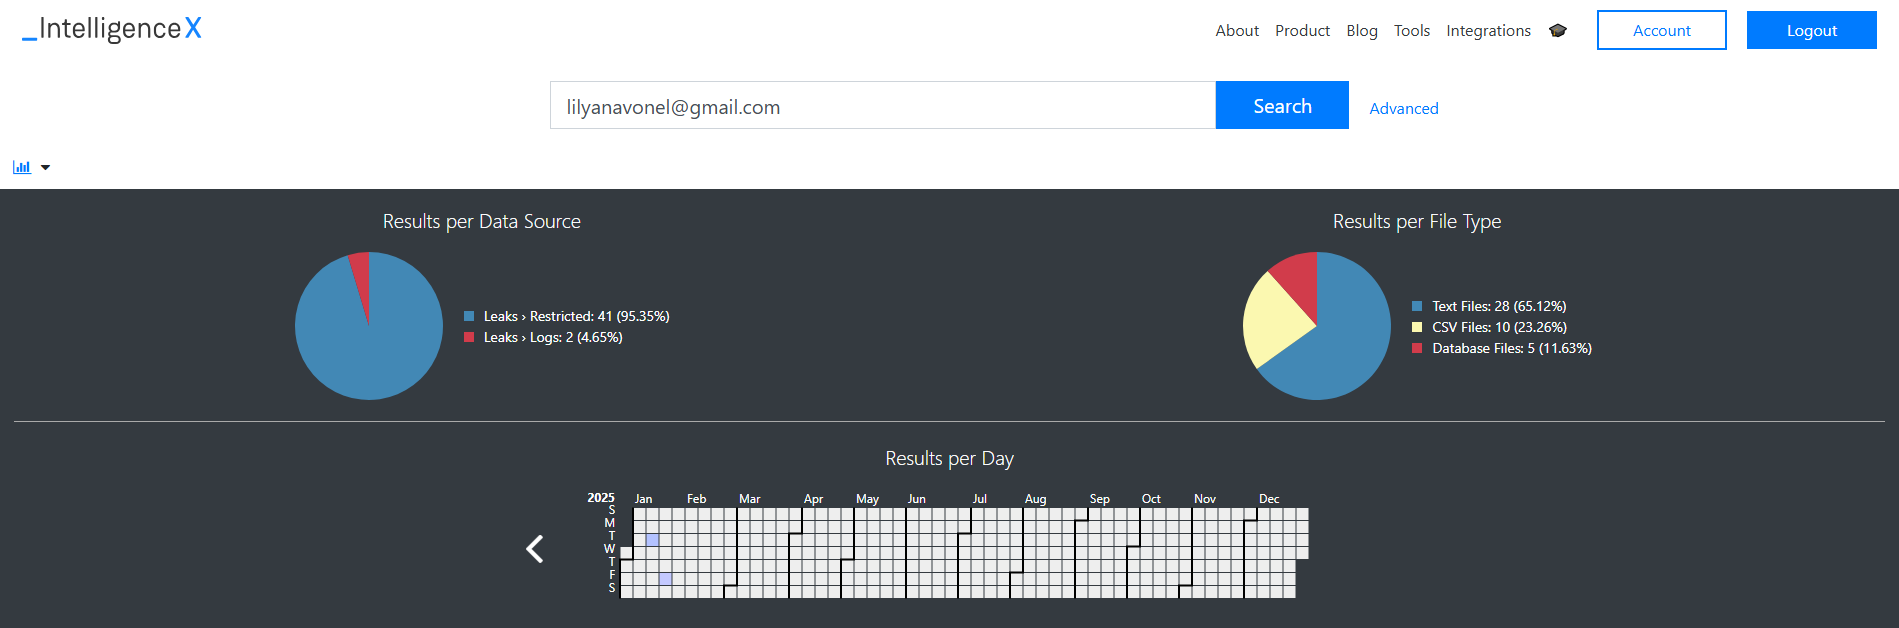 _IntelligenceX
About Product Blog Tools Integrations Account Logout
lilyanavonel@gmail.com Search Advanced
Results per Data Source
Leaks › Restricted: 41 (95.35%)
Leaks › Logs: 2 (4.65%)
Results per File Type
Text Files: 28 (65.12%)
CSV Files: 10 (23.26%)
Database Files: 5 (11.63%)
Results per Day
2025 Jan Feb Mar Apr May Jun Jul Aug Sep Oct Nov Dec
S
M
T
W
T
F
S